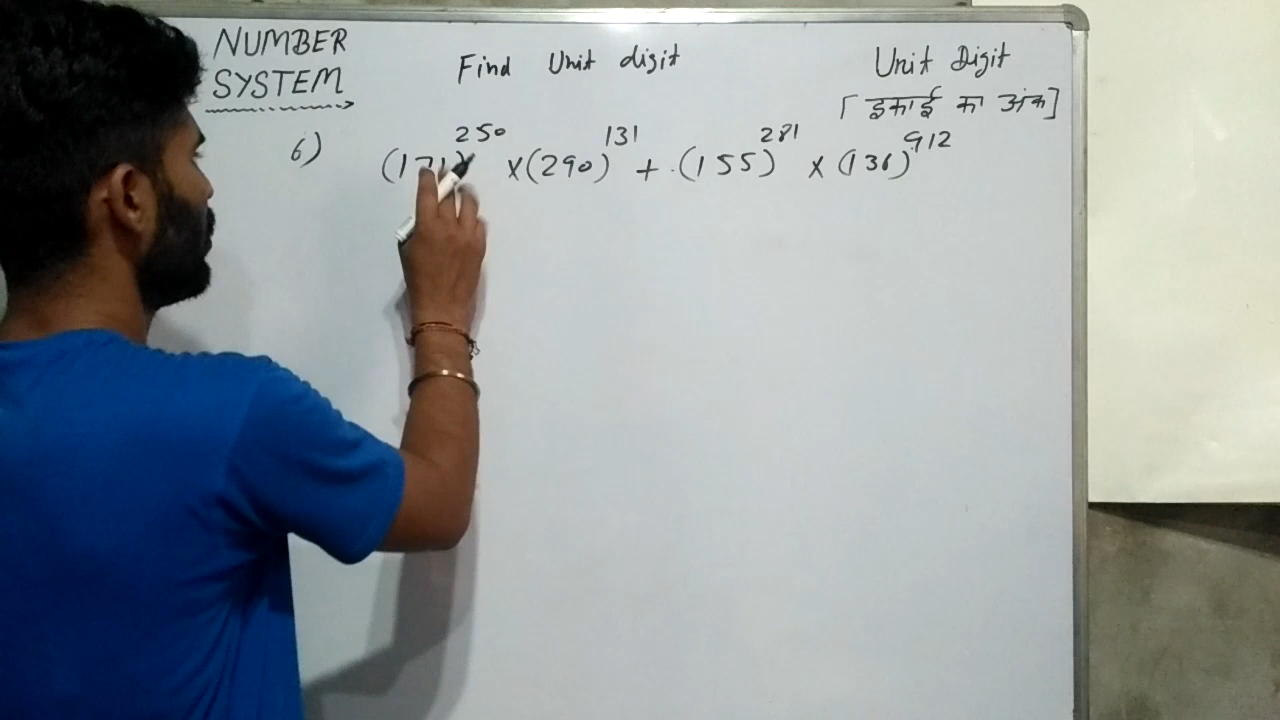 NUMBER
SYSTEM
Find Unit digit
Unit Digit
[इकाई का अंक]
6) (171)^250 × (290)^131 + (155)^281 × (136)^912